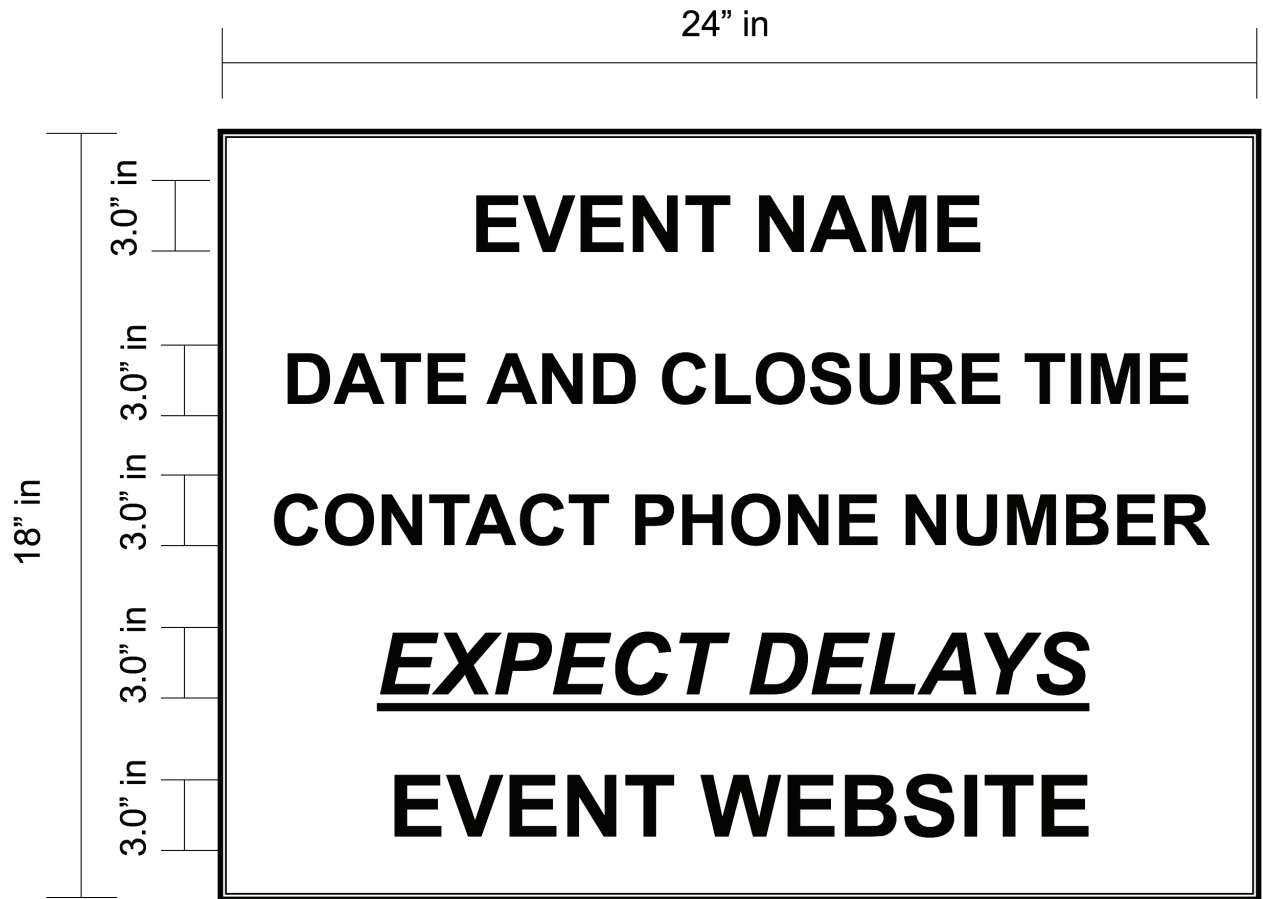 24” in
18” in
3.0” in
EVENT NAME
3.0” in
DATE AND CLOSURE TIME
3.0” in
CONTACT PHONE NUMBER
3.0” in
EXPECT DELAYS
3.0” in
EVENT WEBSITE